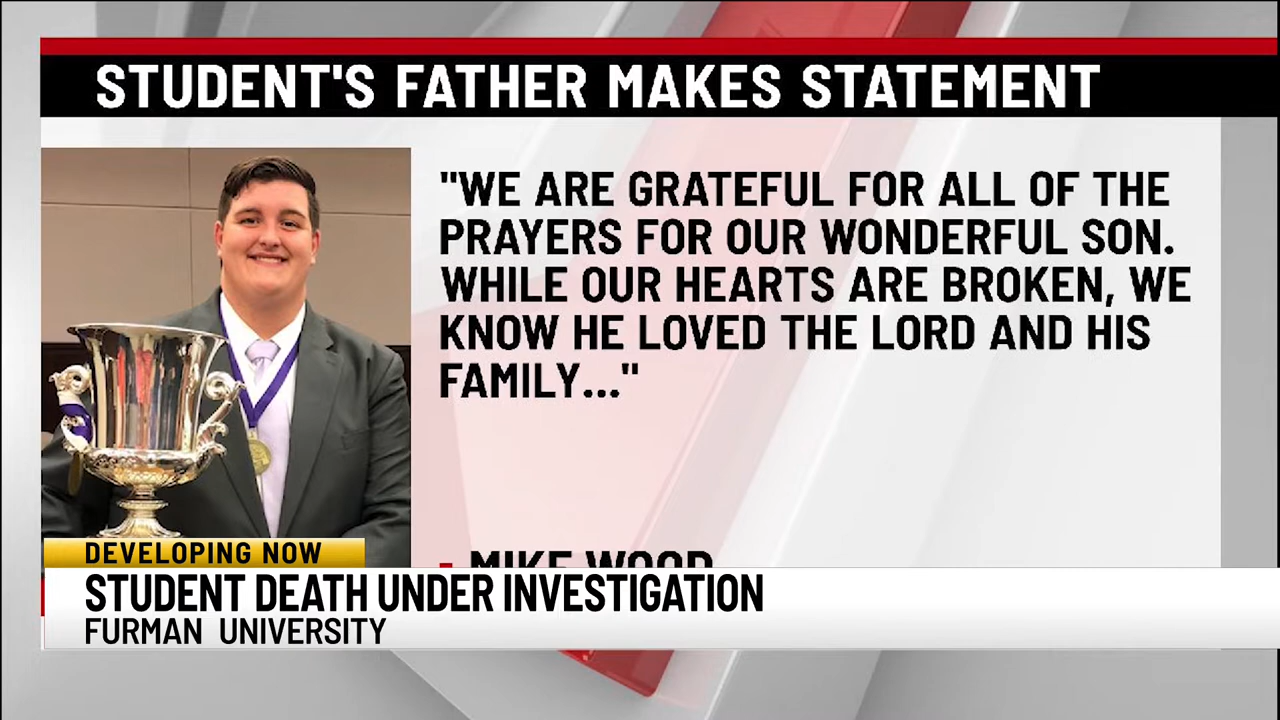 STUDENT'S FATHER MAKES STATEMENT
"WE ARE GRATEFUL FOR ALL OF THE
PRAYERS FOR OUR WONDERFUL SON.
WHILE OUR HEARTS ARE BROKEN, WE
KNOW HE LOVED THE LORD AND HIS
FAMILY..."
- MIKE WOOD
DEVELOPING NOW
STUDENT DEATH UNDER INVESTIGATION
FURMAN UNIVERSITY